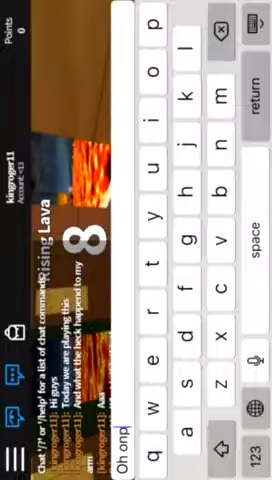 kingroger11
Account: <13
Points
0
Rising Lava
8
Chat '/?' or '/help' for a list of chat commands.
[kingroger11]: Hi guys
[kingroger11]: Today we are playing this
[kingroger11]: And what the heck happend to my
arm
[kingroger11]: Aaa
Oh onp
q w e r t y u i o p
a s d f g h j k l
return
z x c v b n m
123
space